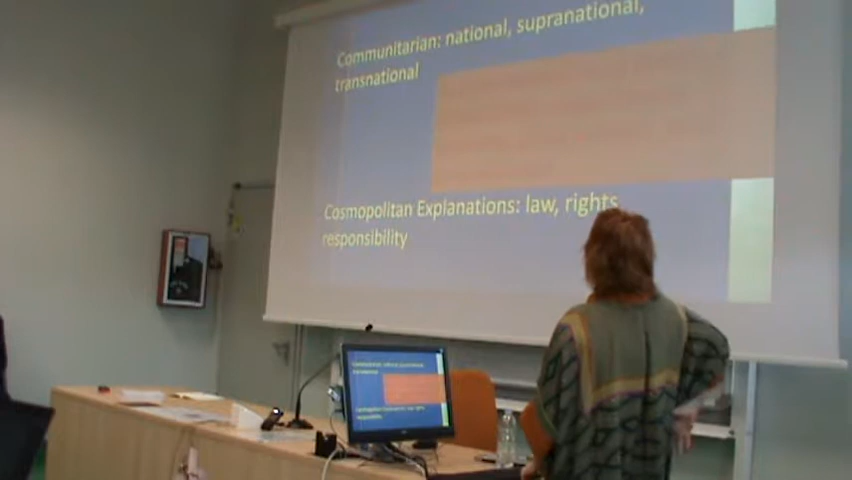 Communitarian: national, supranational,
transnational
Cosmopolitan Explanations: law, rights
responsibility